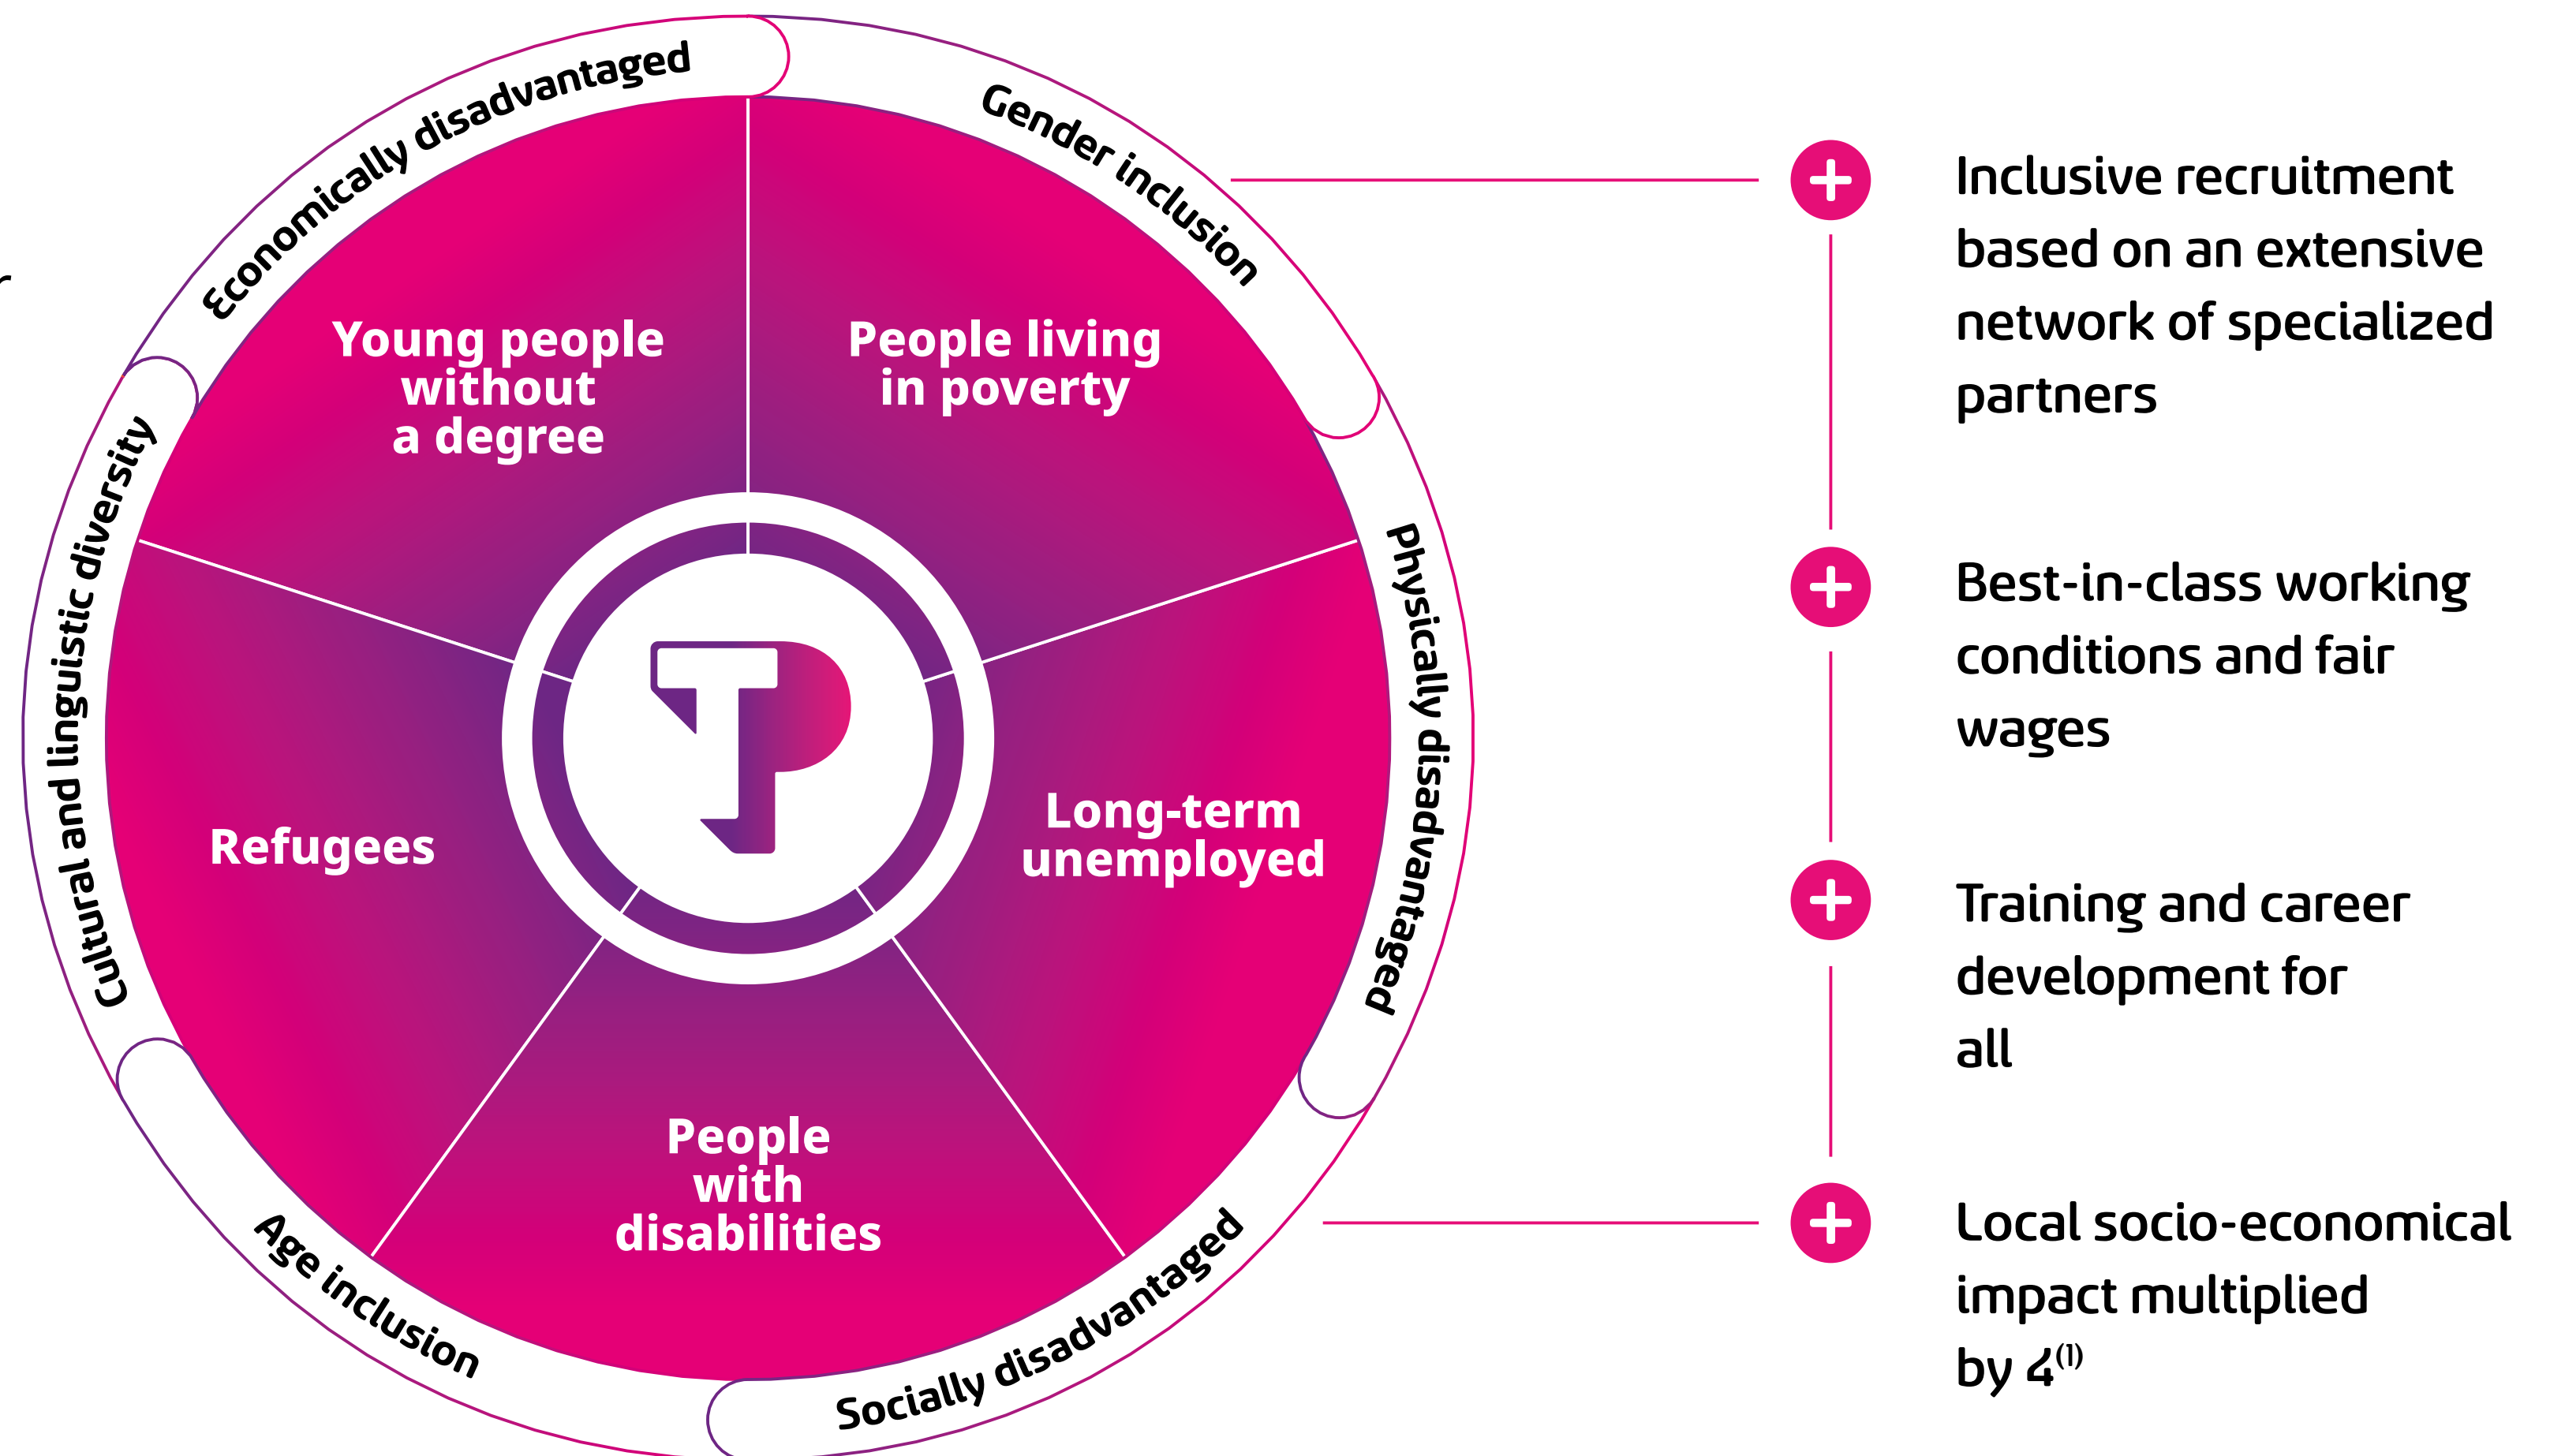 Economically disadvantaged
Gender inclusion
Physically disadvantaged
Socially disadvantaged
Age inclusion
Cultural and linguistic diversity
Young people
without
a degree
People living
in poverty
Long-term
unemployed
People
with
disabilities
Refugees
TP
Inclusive recruitment
based on an extensive
network of specialized
partners
Best-in-class working
conditions and fair
wages
Training and career
development for
all
Local socio-economical
impact multiplied
by 4(1)